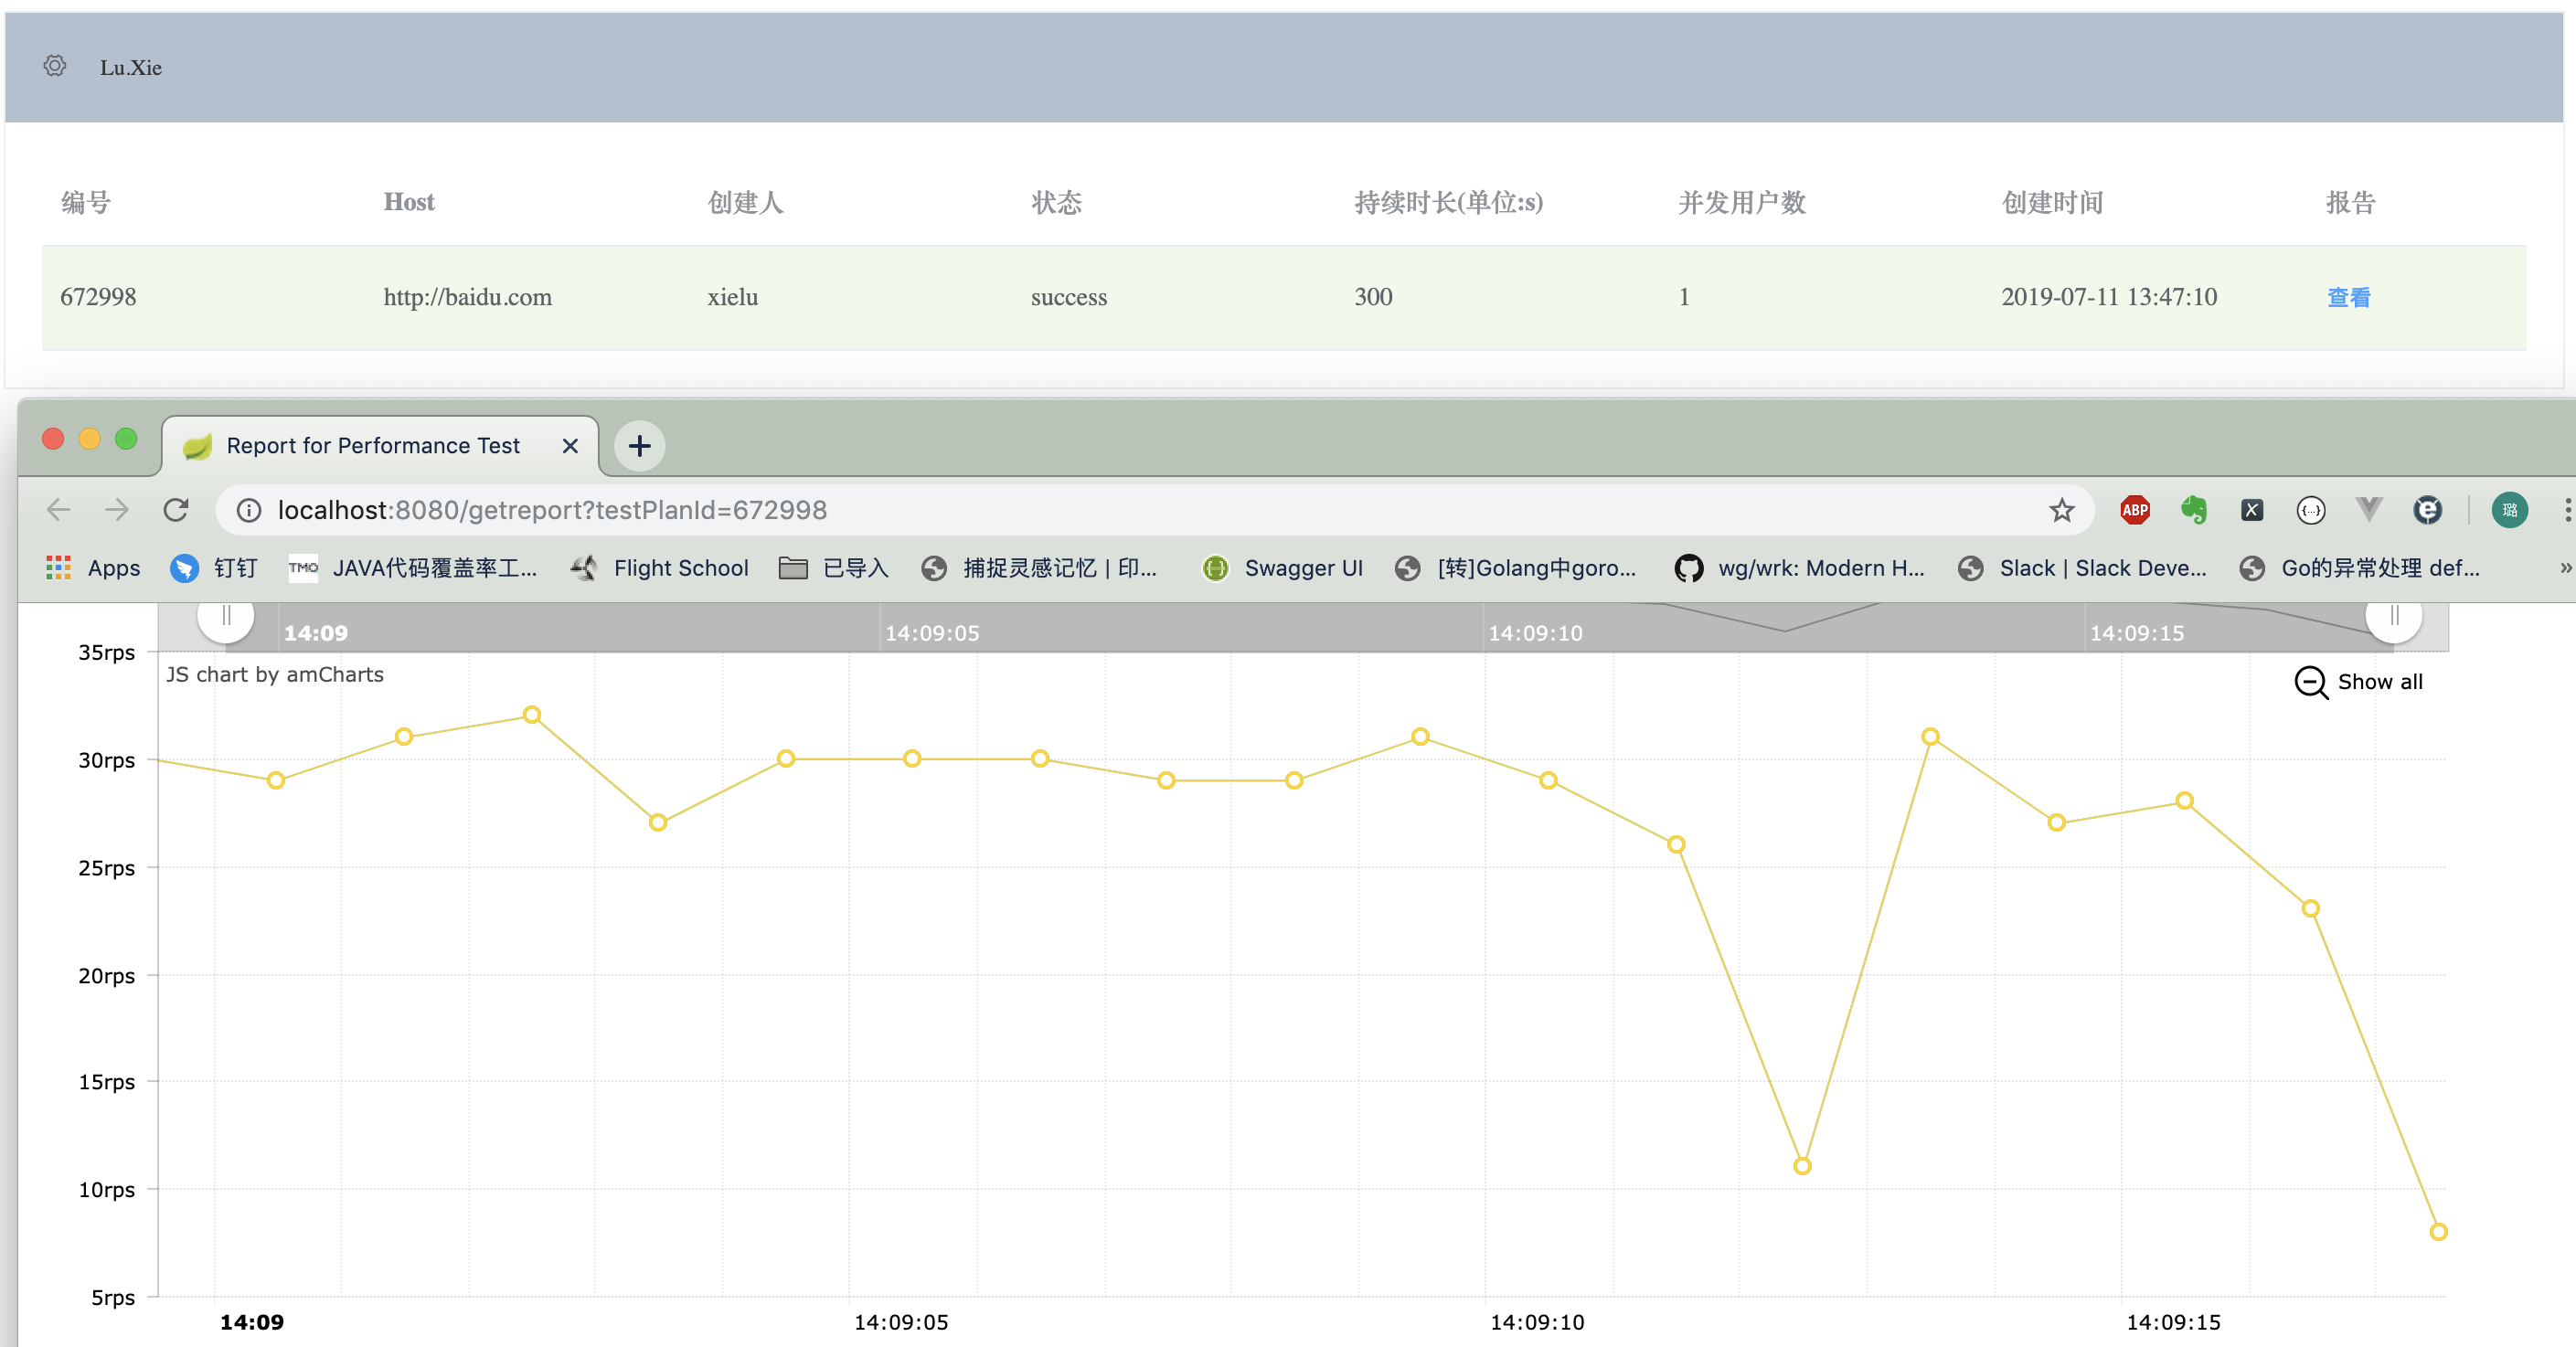 Lu.Xie
编号 Host 创建人 状态 持续时长(单位:s) 并发用户数 创建时间 报告
672998 http://baidu.com xielu success 300 1 2019-07-11 13:47:10 查看
Report for Performance Test
localhost:8080/getreport?testPlanId=672998 ABP X {...} e 璐
Apps 钉钉 TMQ JAVA代码覆盖率工... Flight School 已导入 捕捉灵感记忆 | 印... Swagger UI [转]Golang中goro... wg/wrk: Modern H... Slack | Slack Deve... Go的异常处理 def... »
14:09 14:09:05 14:09:10 14:09:15
35rps
JS chart by amCharts Show all
30rps
25rps
20rps
15rps
10rps
5rps
14:09 14:09:05 14:09:10 14:09:15